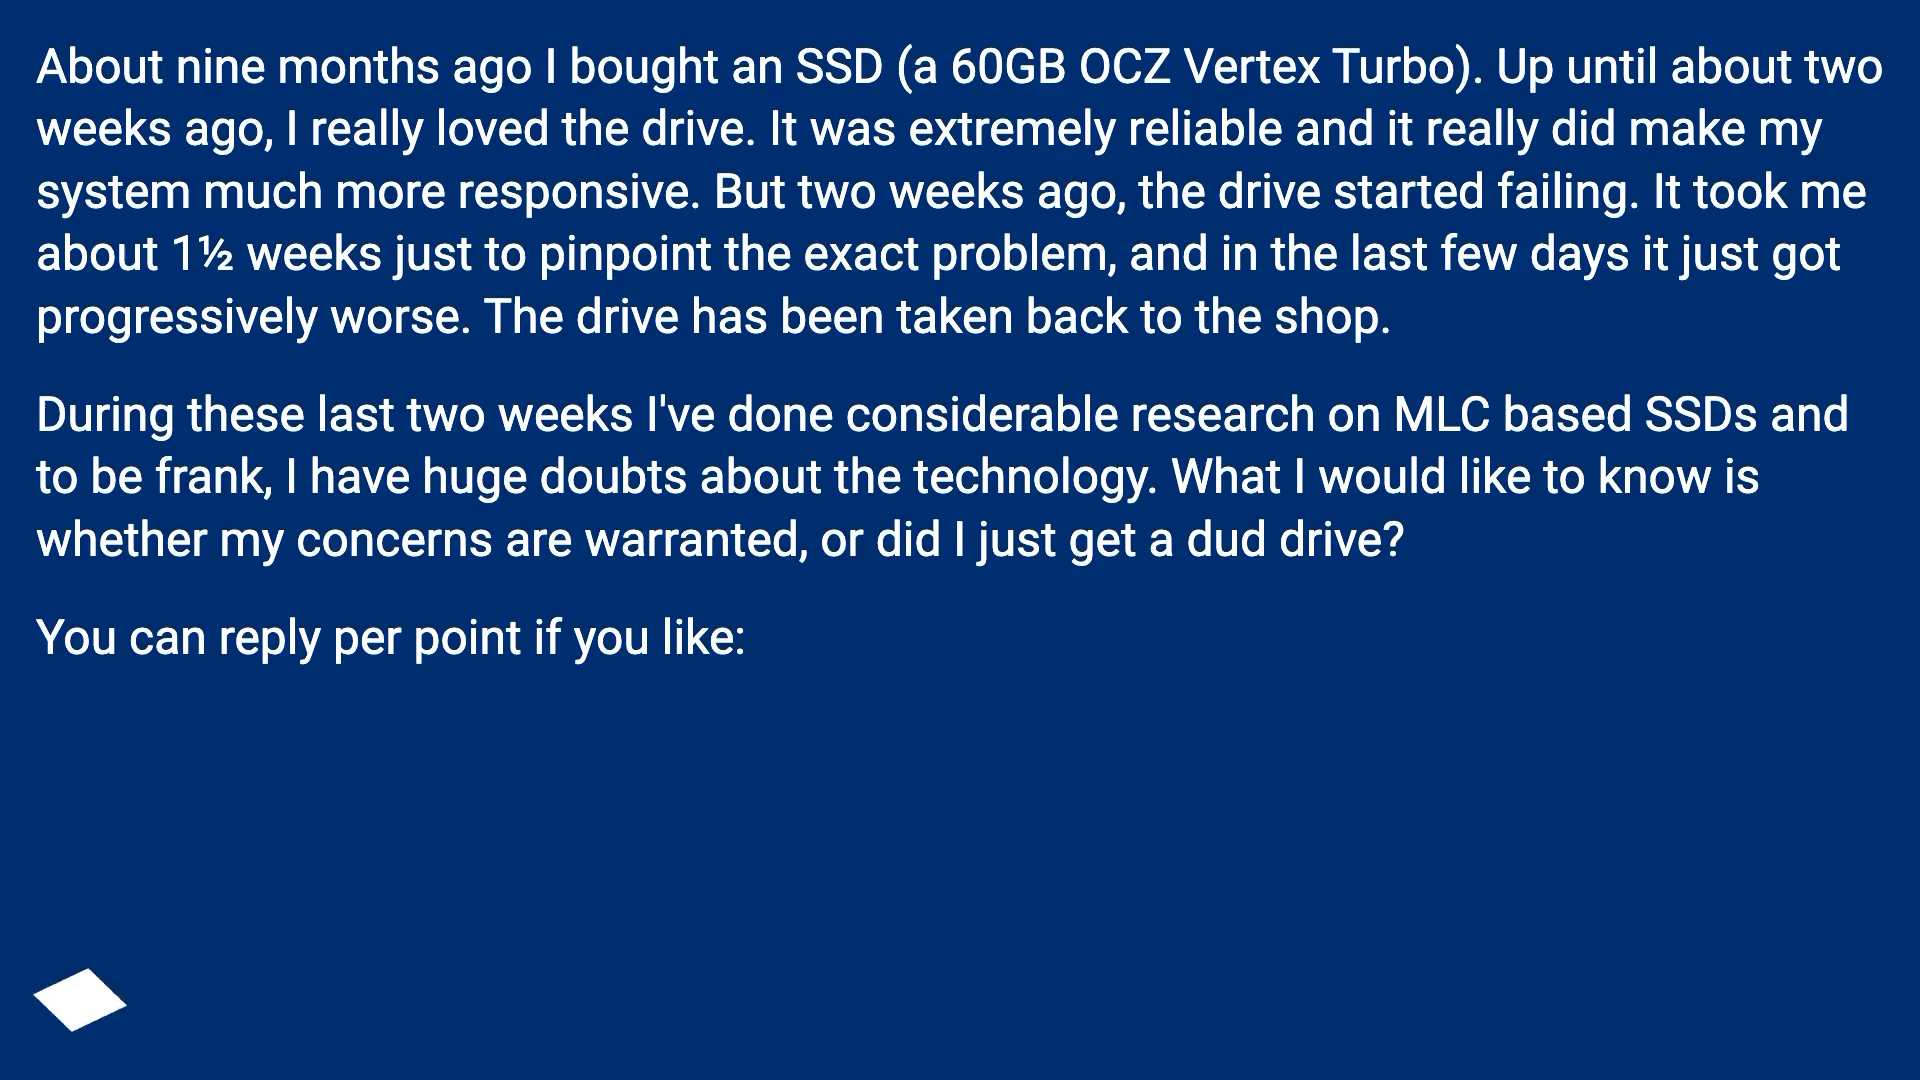 About nine months ago I bought an SSD (a 60GB OCZ Vertex Turbo). Up until about two
weeks ago, I really loved the drive. It was extremely reliable and it really did make my
system much more responsive. But two weeks ago, the drive started failing. It took me
about 1½ weeks just to pinpoint the exact problem, and in the last few days it just got
progressively worse. The drive has been taken back to the shop.
During these last two weeks I've done considerable research on MLC based SSDs and
to be frank, I have huge doubts about the technology. What I would like to know is
whether my concerns are warranted, or did I just get a dud drive?
You can reply per point if you like: